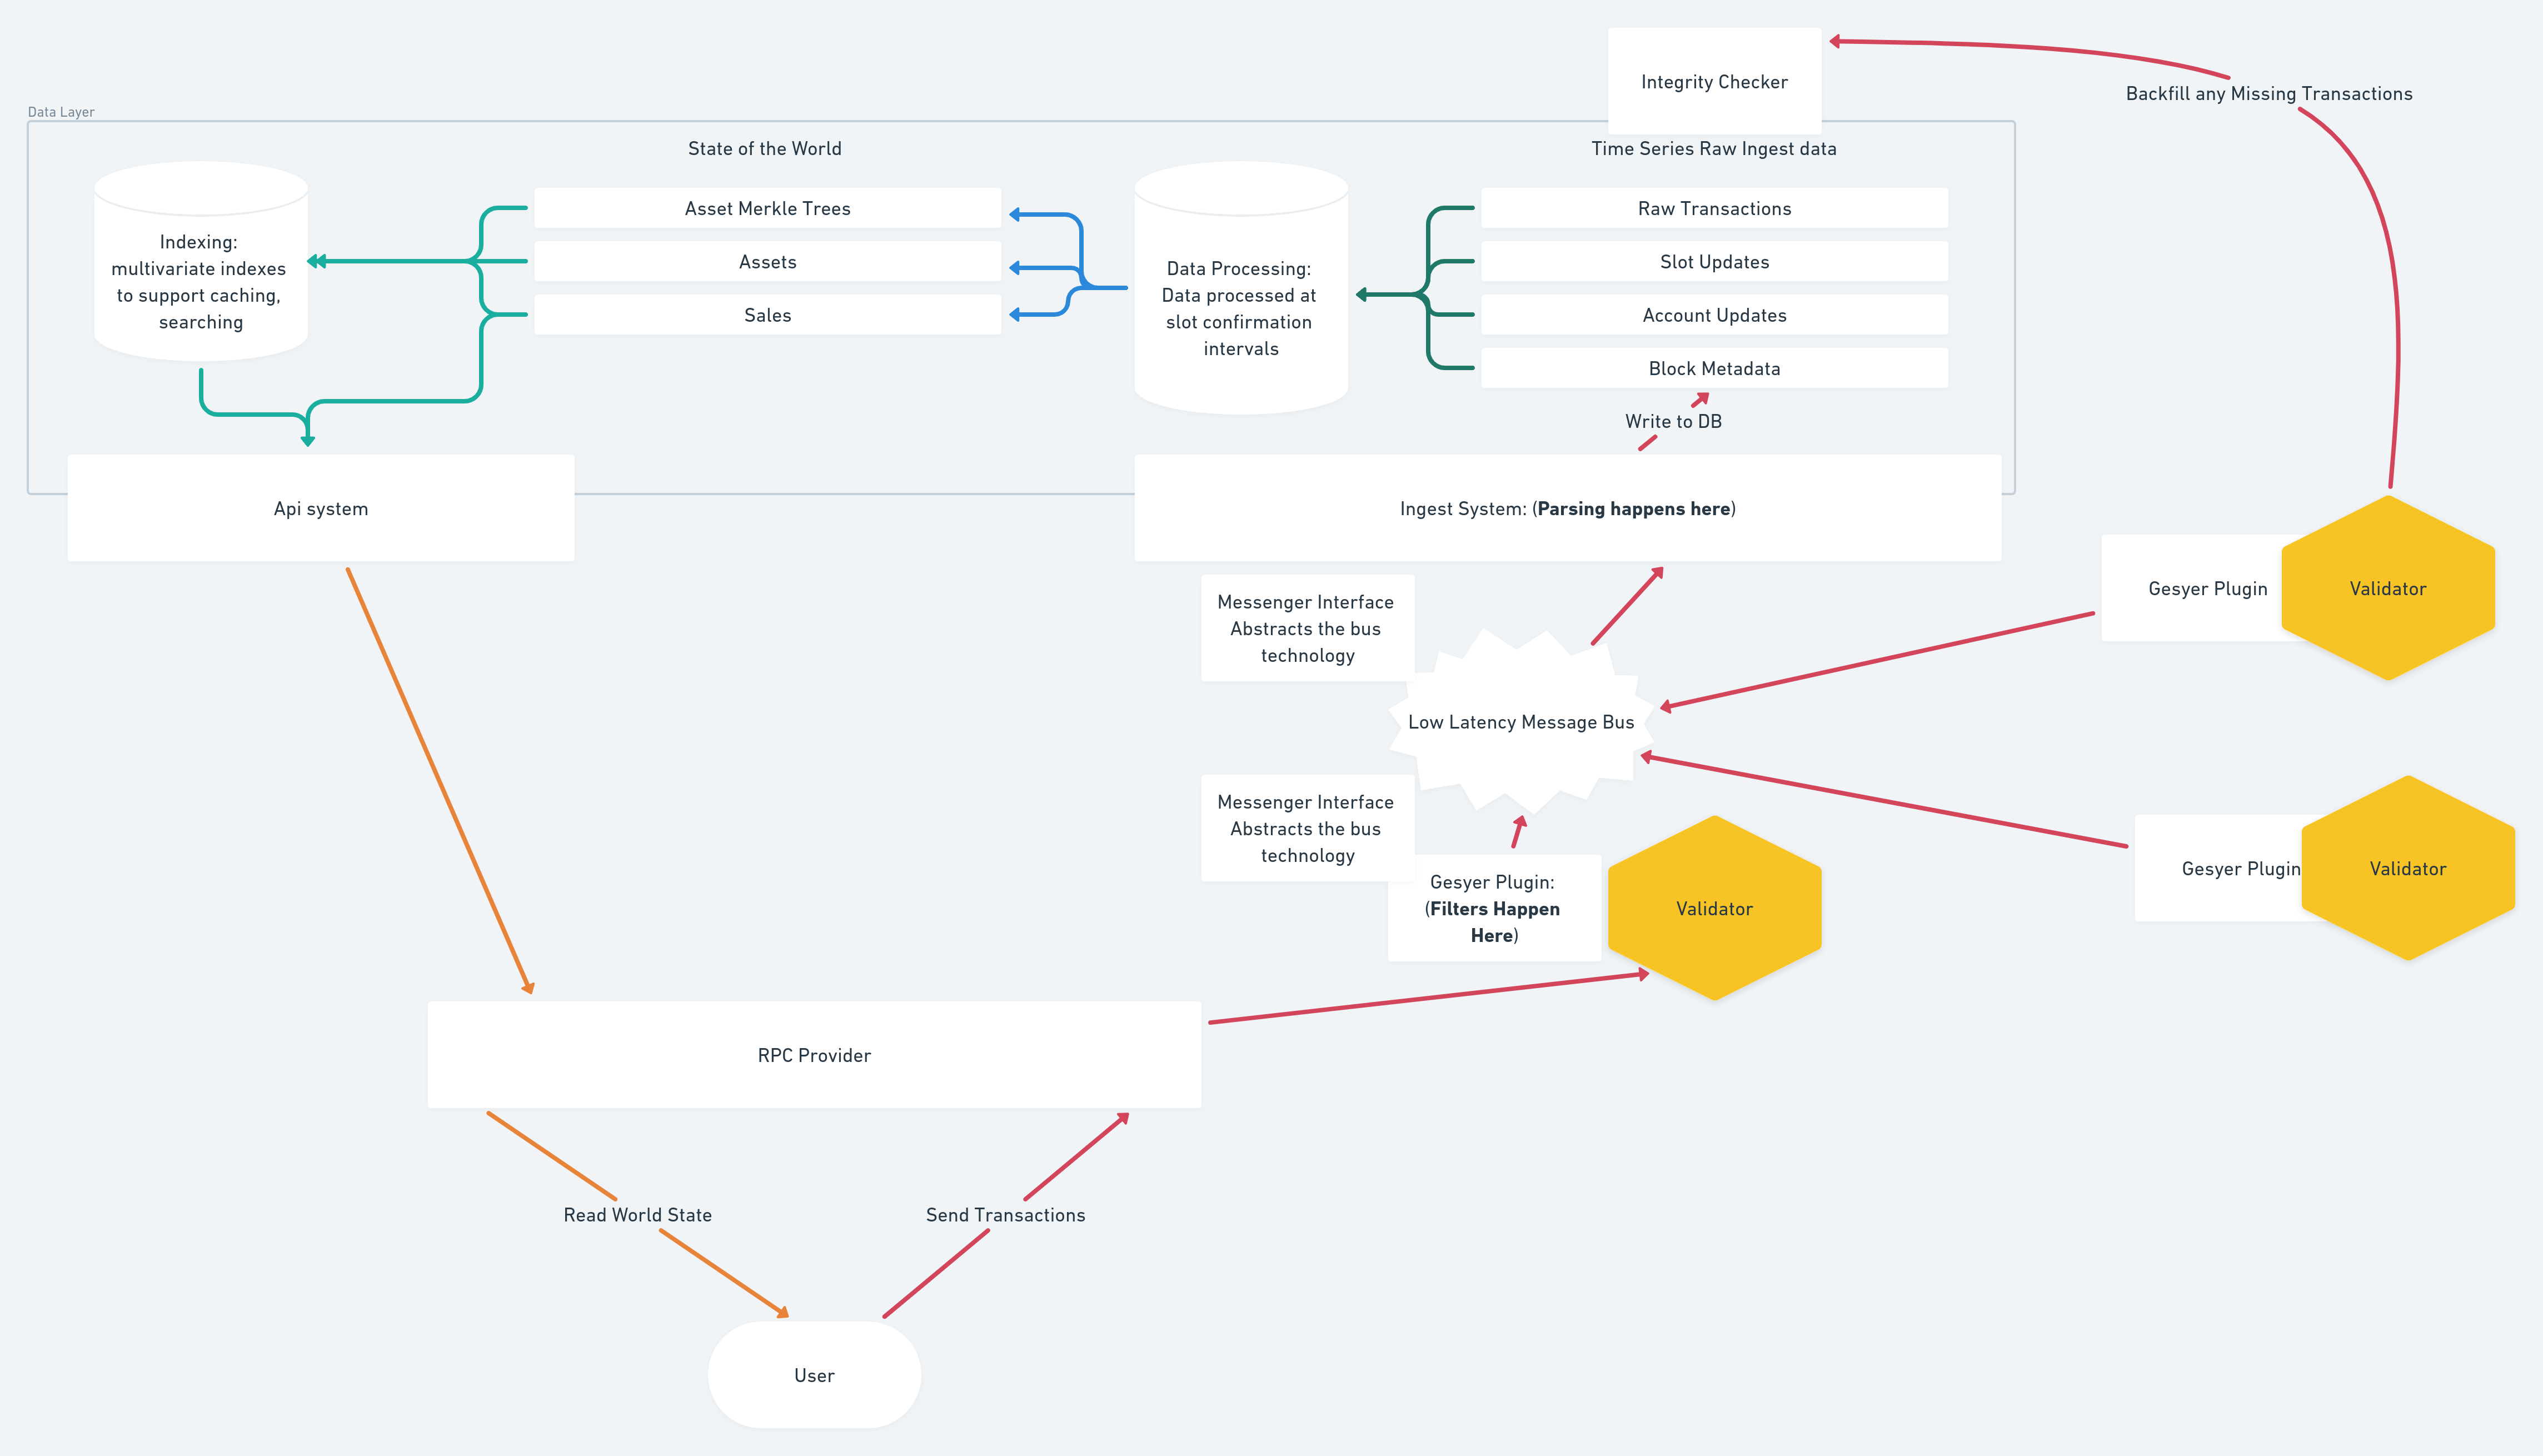 Integrity Checker
Backfill any Missing Transactions
Data Layer
State of the World
Time Series Raw Ingest data
Indexing:
multivariate indexes
to support caching,
searching
Asset Merkle Trees
Assets
Sales
Data Processing:
Data processed at
slot confirmation
intervals
Raw Transactions
Slot Updates
Account Updates
Block Metadata
Write to DB
Api system
Ingest System: (Parsing happens here)
Messenger Interface
Abstracts the bus
technology
Gesyer Plugin
Validator
Low Latency Message Bus
Messenger Interface
Abstracts the bus
technology
Gesyer Plugin:
(Filters Happen
Here)
Validator
Gesyer Plugin
Validator
RPC Provider
Read World State
Send Transactions
User